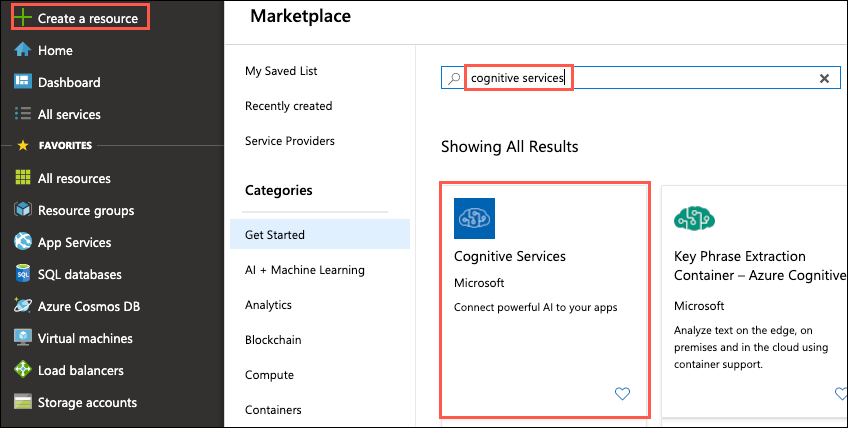 Create a resource
Home
Dashboard
All services
FAVORITES
All resources
Resource groups
App Services
SQL databases
SQL
Azure Cosmos DB
Virtual machines
Load balancers
Storage accounts
Marketplace
My Saved List
Recently created
Service Providers
Categories
Get Started
AI + Machine Learning
Analytics
Blockchain
Compute
Containers
cognitive services
Showing All Results
Cognitive Services
Microsoft
Connect powerful AI to your apps
Key Phrase Extraction
Container – Azure Cognitive
Microsoft
Analyze text on the edge, on
premises and in the cloud using
container support.